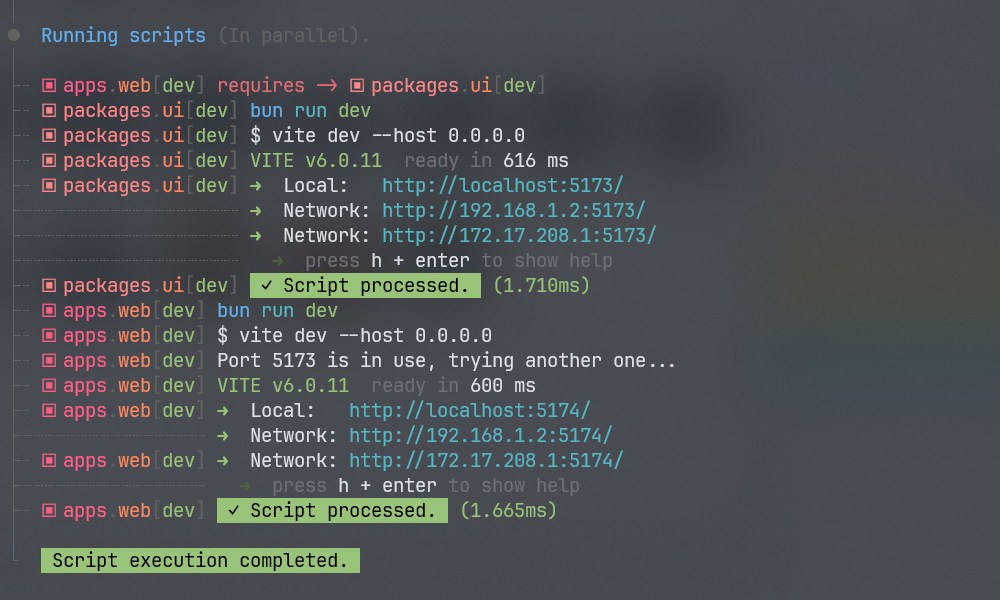 Running scripts (In parallel).
apps.web[dev] requires → packages.ui[dev]
packages.ui[dev] bun run dev
packages.ui[dev] $ vite dev --host 0.0.0.0
packages.ui[dev] VITE v6.0.11 ready in 616 ms
packages.ui[dev] ➜ Local: http://localhost:5173/
➜ Network: http://192.168.1.2:5173/
➜ Network: http://172.17.208.1:5173/
➜ press h + enter to show help
packages.ui[dev] ✓ Script processed. (1.710ms)
apps.web[dev] bun run dev
apps.web[dev] $ vite dev --host 0.0.0.0
apps.web[dev] Port 5173 is in use, trying another one...
apps.web[dev] VITE v6.0.11 ready in 600 ms
apps.web[dev] ➜ Local: http://localhost:5174/
➜ Network: http://192.168.1.2:5174/
apps.web[dev] ➜ Network: http://172.17.208.1:5174/
➜ press h + enter to show help
apps.web[dev] ✓ Script processed. (1.665ms)
Script execution completed.